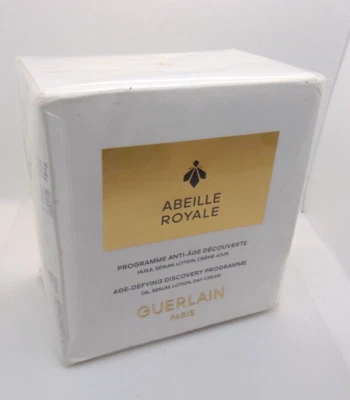 ABEILLE
ROYALE
PROGRAMME ANTI-ÂGE DÉCOUVERTE
HUILE, SÉRUM, LOTION, CRÈME JOUR
AGE-DEFYING DISCOVERY PROGRAMME
OIL, SERUM, LOTION, DAY CREAM
GUERLAIN
PARIS